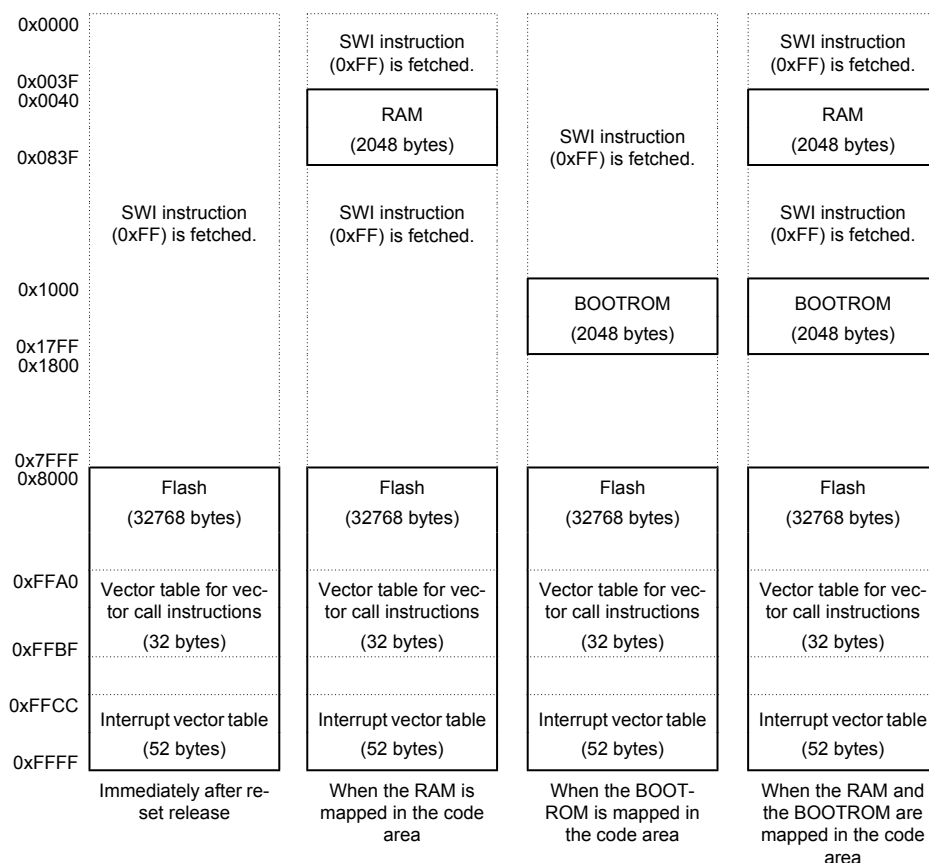 0x0000
0x003F
0x0040
0x083F
0x1000
0x17FF
0x1800
0x7FFF
0x8000
0xFFA0
0xFFBF
0xFFCC
0xFFFF
SWI instruction
(0xFF) is fetched.
Flash
(32768 bytes)
Vector table for vec-
tor call instructions
(32 bytes)
Interrupt vector table
(52 bytes)
Immediately after re-
set release
SWI instruction
(0xFF) is fetched.
RAM
(2048 bytes)
SWI instruction
(0xFF) is fetched.
Flash
(32768 bytes)
Vector table for vec-
tor call instructions
(32 bytes)
Interrupt vector table
(52 bytes)
When the RAM is
mapped in the code
area
SWI instruction
(0xFF) is fetched.
BOOTROM
(2048 bytes)
Flash
(32768 bytes)
Vector table for vec-
tor call instructions
(32 bytes)
Interrupt vector table
(52 bytes)
When the BOOT-
ROM is mapped in
the code area
SWI instruction
(0xFF) is fetched.
RAM
(2048 bytes)
SWI instruction
(0xFF) is fetched.
BOOTROM
(2048 bytes)
Flash
(32768 bytes)
Vector table for vec-
tor call instructions
(32 bytes)
Interrupt vector table
(52 bytes)
When the RAM and
the BOOTROM are
mapped in the code
area